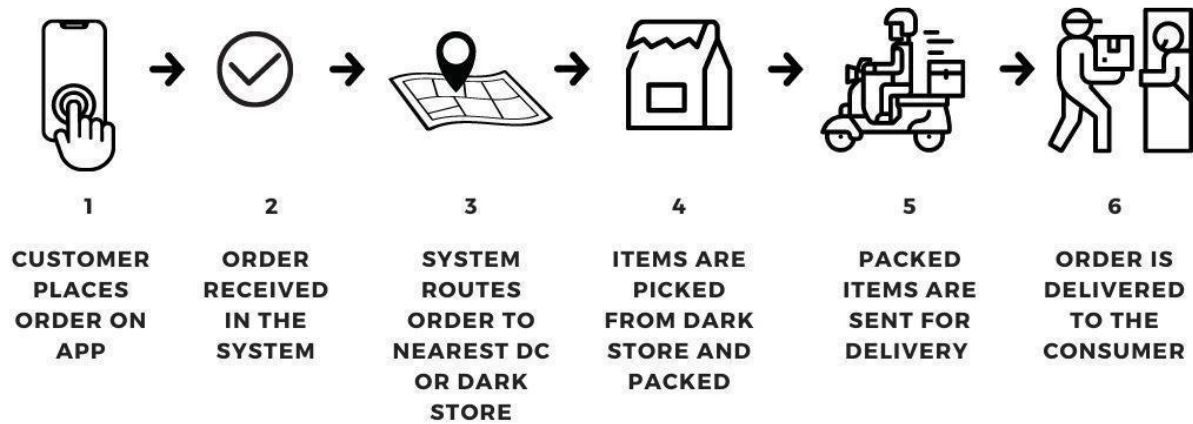 1
CUSTOMER
PLACES
ORDER ON
APP
2
ORDER
RECEIVED
IN THE
SYSTEM
3
SYSTEM
ROUTES
ORDER TO
NEAREST DC
OR DARK
STORE
4
ITEMS ARE
PICKED
FROM DARK
STORE AND
PACKED
5
PACKED
ITEMS ARE
SENT FOR
DELIVERY
6
ORDER IS
DELIVERED
TO THE
CONSUMER